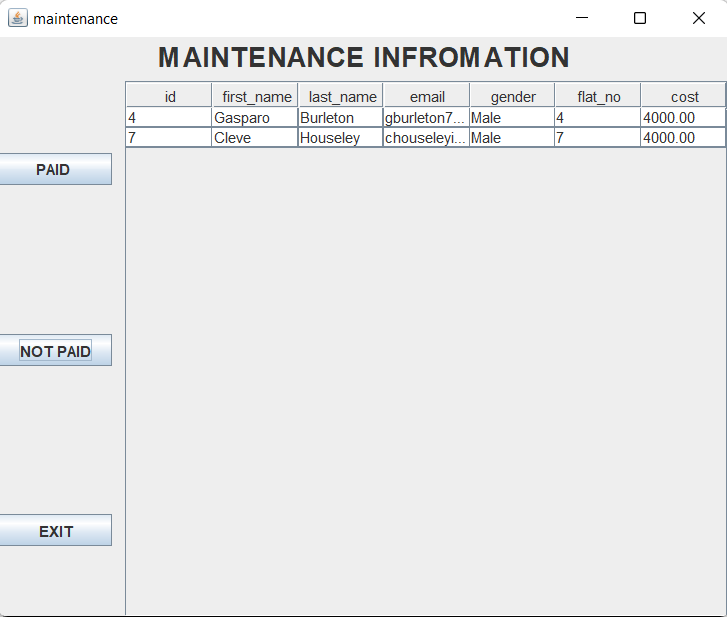 maintenance
MAINTENANCE INFROMATION
id first_name last_name email gender flat_no cost
4 Gasparo Burleton gburleton7... Male 4 4000.00
7 Cleve Houseley chouseleyi... Male 7 4000.00
PAID
NOT PAID
EXIT